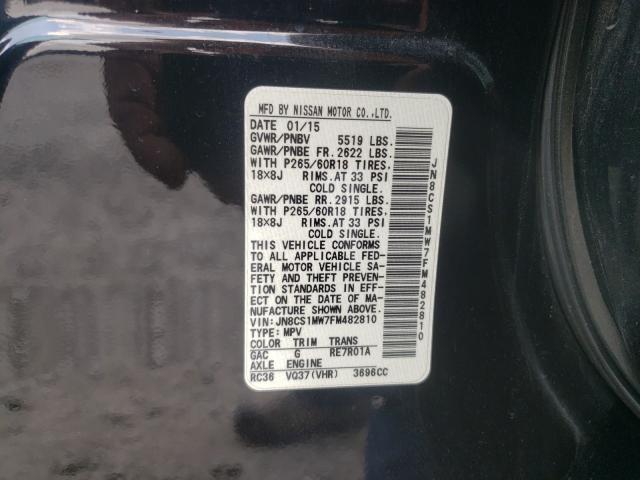 MFD BY NISSAN MOTOR CO.,LTD.
DATE 01/15
GVWR/PNBV 5519 LBS.
GAWR/PNBE FR. 2622 LBS.
WITH P265/60R18 TIRES,
18X8J RIMS,AT 33 PSI
COLD SINGLE.
GAWR/PNBE RR. 2915 LBS.
WITH P265/60R18 TIRES,
18X8J RIMS,AT 33 PSI
COLD SINGLE.
THIS VEHICLE CONFORMS
TO ALL APPLICABLE FED-
ERAL MOTOR VEHICLE SA-
FETY AND THEFT PREVEN-
TION STANDARDS IN EFF-
ECT ON THE DATE OF MA-
NUFACTURE SHOWN ABOVE.
VIN:JN8CS1MW7FM482810
TYPE:MPV
COLOR TRIM TRANS
GAC G RE7R01A
AXLE ENGINE
RC36 VQ37(VHR) 3696CC
JN8CS1MW7FM482810